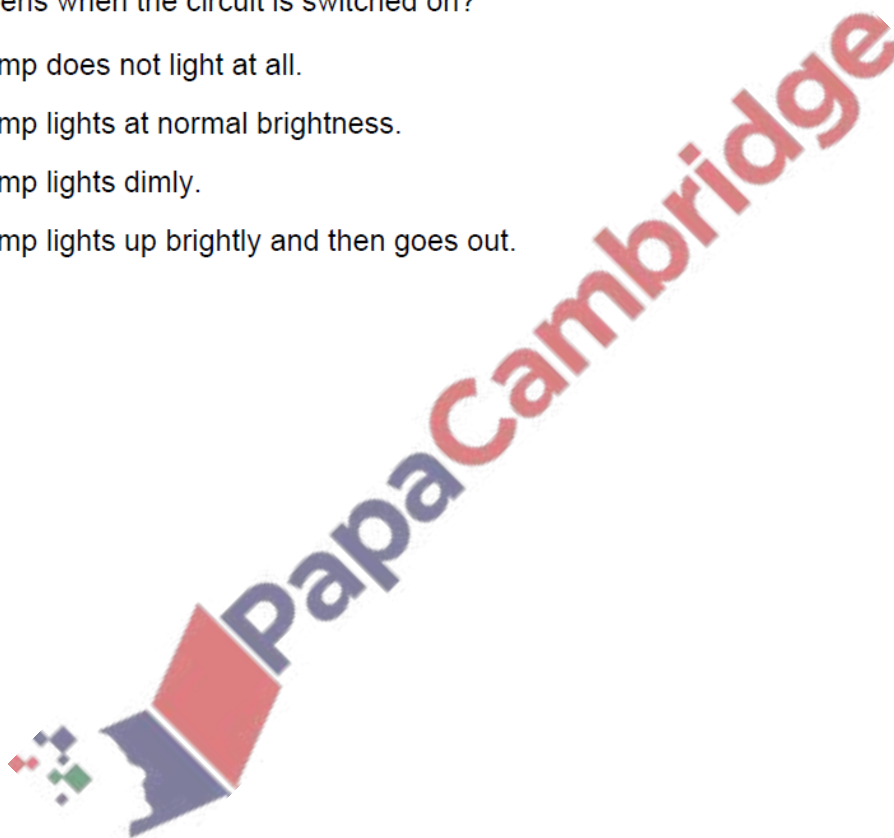 ens when the circuit is switched on?
mp does not light at all.
mp lights at normal brightness.
mp lights dimly.
mp lights up brightly and then goes out.
PapaCambridge